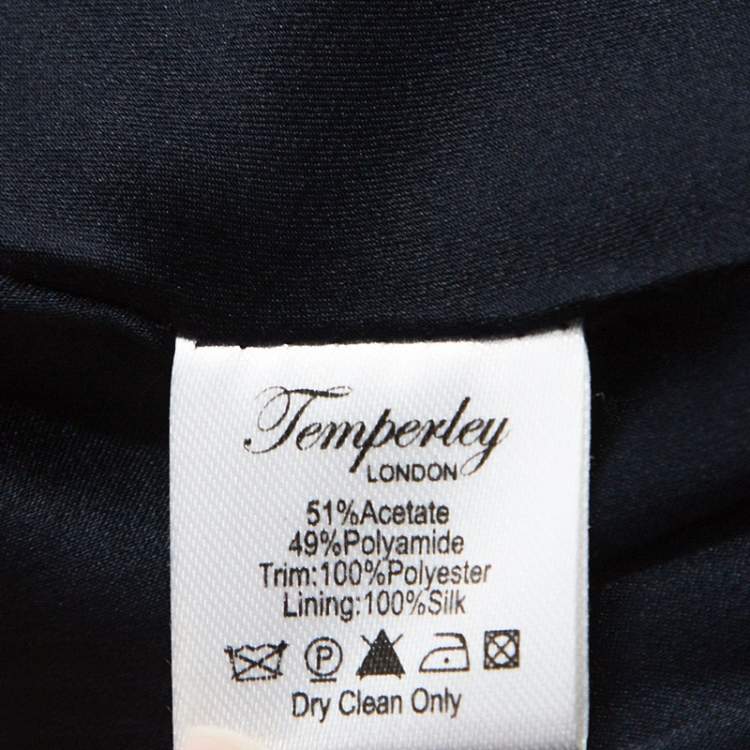 Temperley
LONDON
51%Acetate
49%Polyamide
Trim:100%Polyester
Lining:100%Silk
P
Dry Clean Only